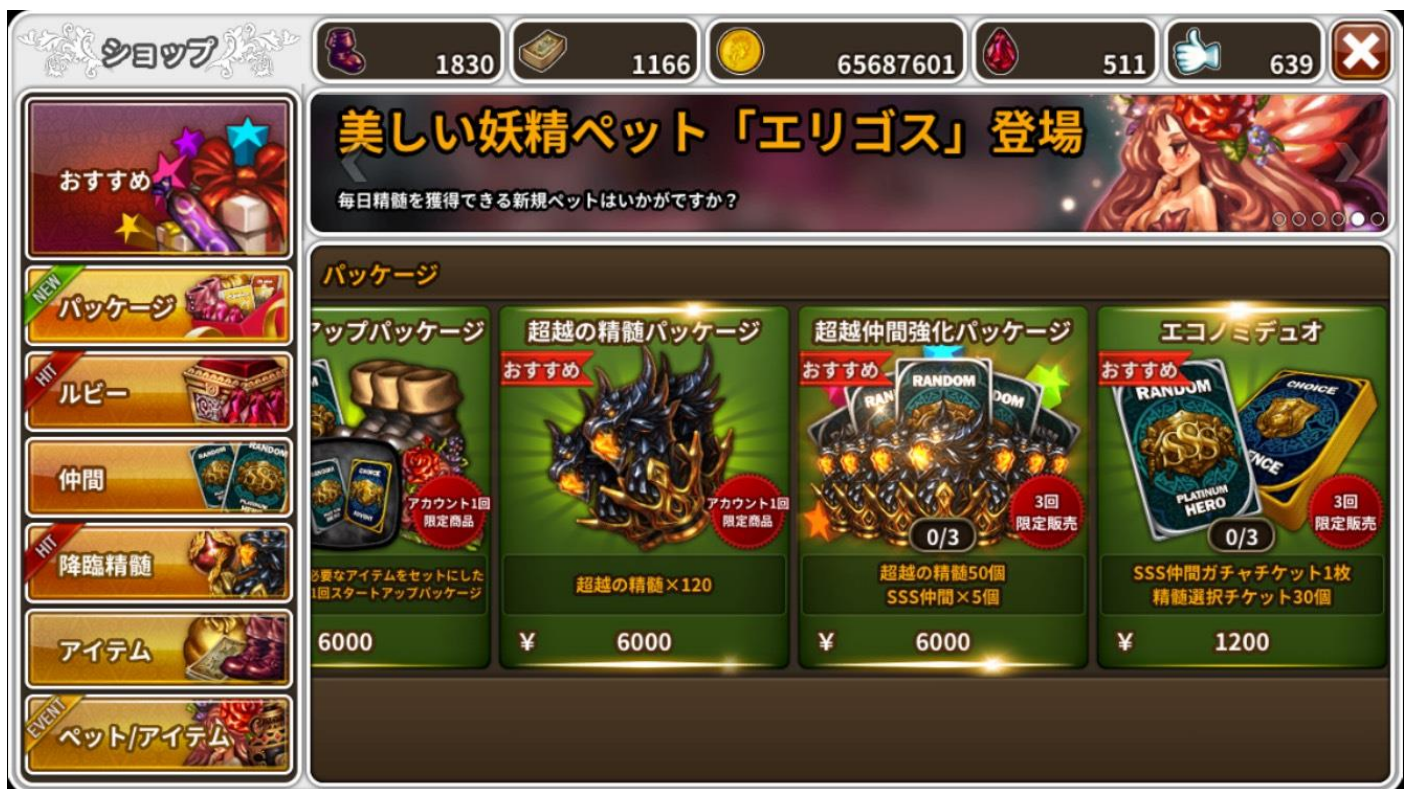 ショップ
1830
1166
65687601
511
639
おすすめ
NEW
パッケージ
HIT
ルビー
仲間
RANDOM
RANDOM
HIT
降臨精髄
アイテム
EVENT
ペット/アイテム
美しい妖精ペット「エリゴス」登場
毎日精髄を獲得できる新規ペットはいかがですか?
パッケージ
アップパッケージ
CHOICE
アカウント1回
限定商品
必要なアイテムをセットにした
1回スタートアップパッケージ
6000
超越の精髄パッケージ
おすすめ
アカウント1回
限定商品
超越の精髄×120
¥ 6000
超越仲間強化パッケージ
おすすめ
RANDOM
3回
限定販売
0/3
超越の精髄50個
SSS仲間×5個
¥ 6000
エコノミデュオ
おすすめ
RANDOM
SSS
PLATINUM
HERO
CHOICE
3回
限定販売
0/3
SSS仲間ガチャチケット1枚
精髄選択チケット30個
¥ 1200